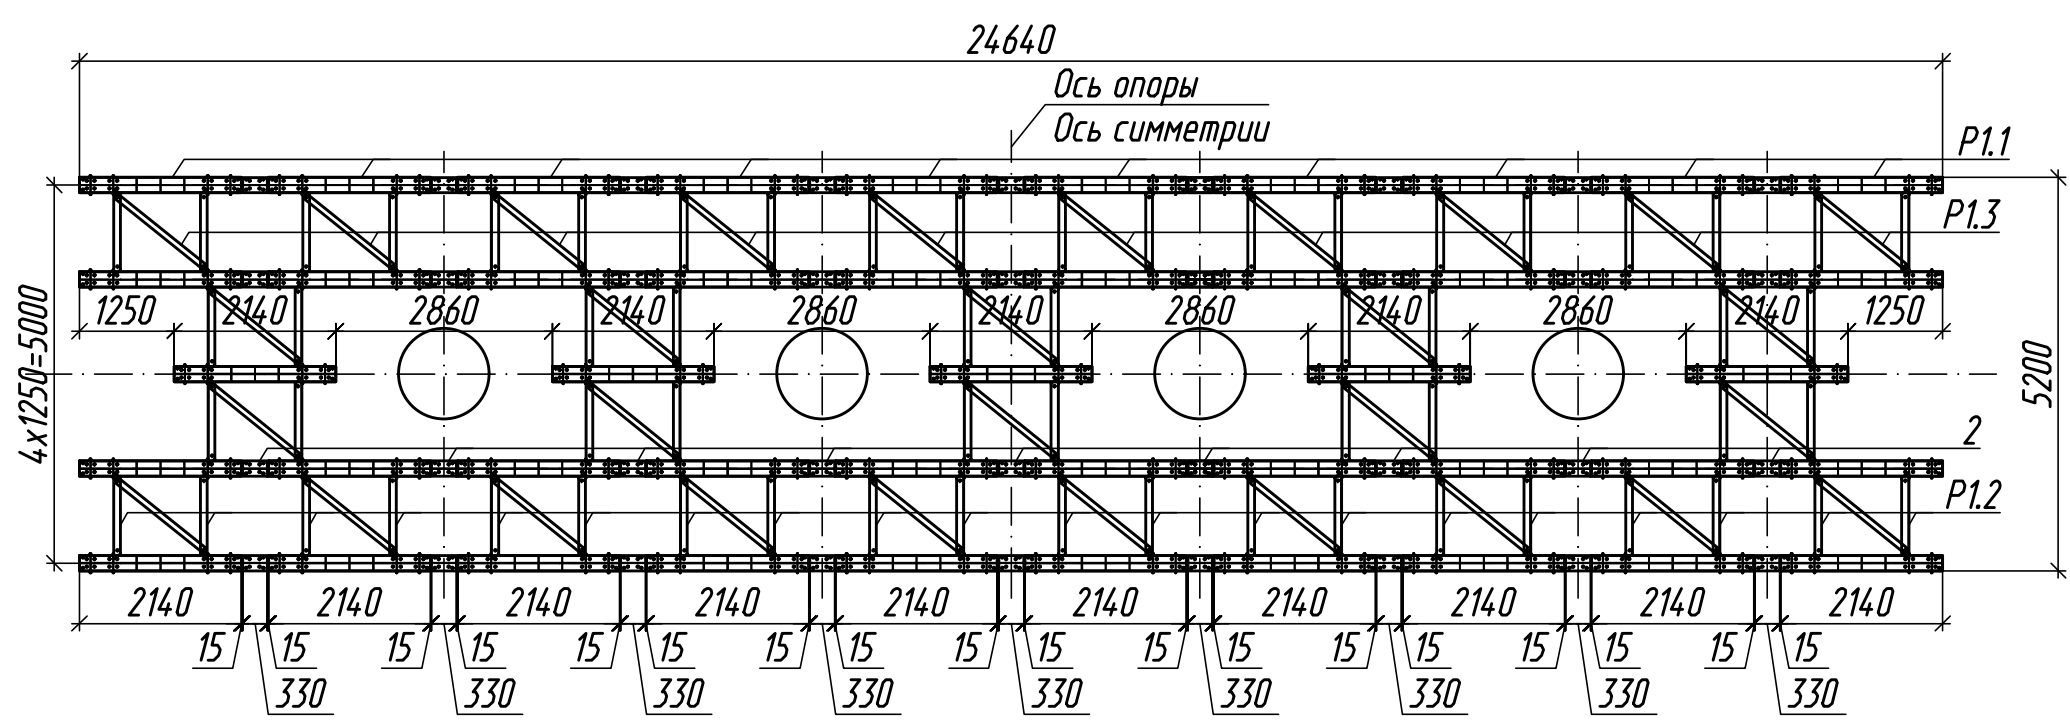 24640
Ось опоры
Ось симметрии
Р1.1
Р1.3
1250 2140 2860 2140 2860 2140 2860 2140 2860 2140 1250
4х1250=5000
5200
2
Р1.2
2140 2140 2140 2140 2140 2140 2140 2140 2140 2140
15 15 15 15 15 15 15 15 15 15 15 15 15 15 15 15 15 15
330 330 330 330 330 330 330 330 330